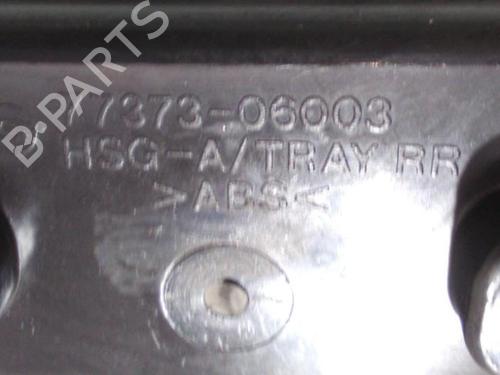 B-PARTS
7373-06003
HSG-A/TRAY RR
>ABS<